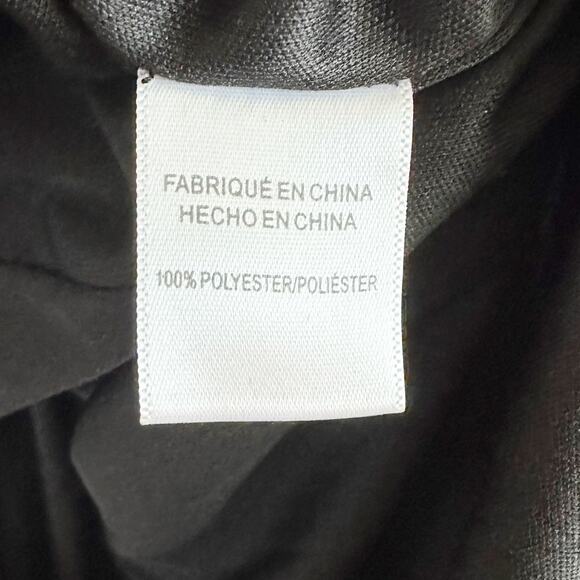 FABRIQUÉ EN CHINA
HECHO EN CHINA
100% POLYESTER/POLIÉSTER